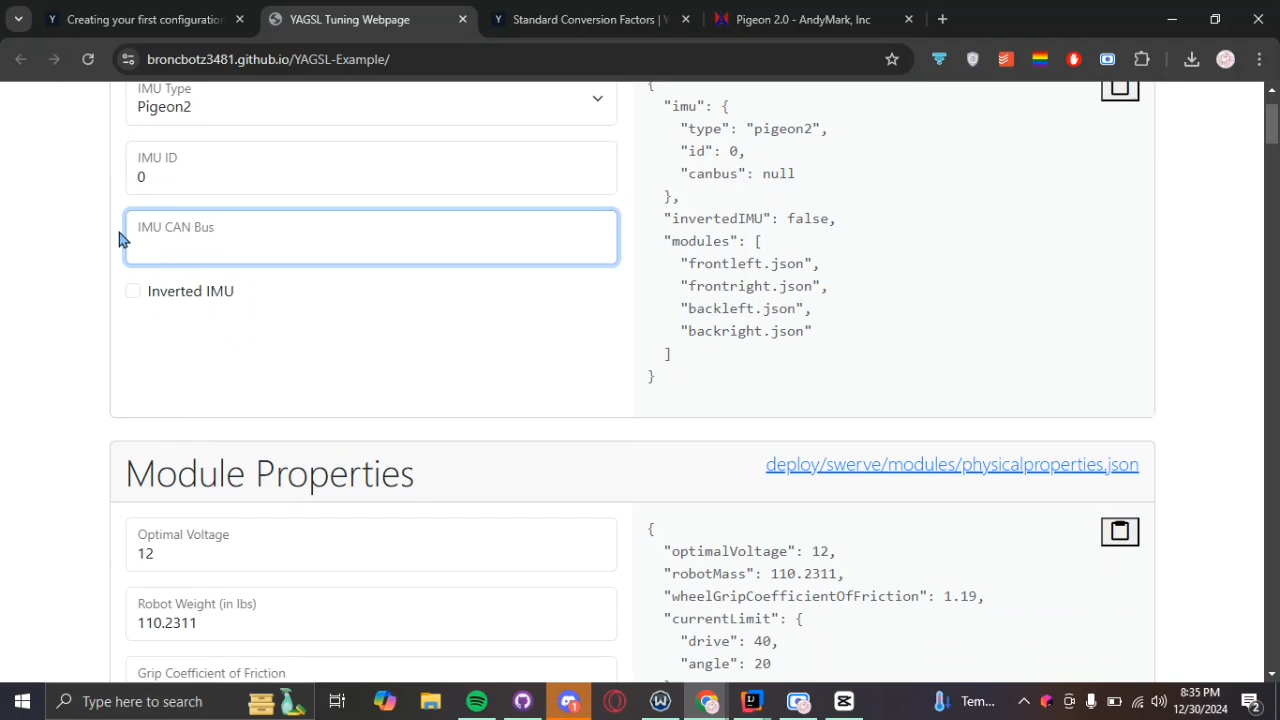 Creating your first configuration
YAGSL Tuning Webpage
Standard Conversion Factors | Y
Pigeon 2.0 - AndyMark, Inc
broncbotz3481.github.io/YAGSL-Example/
IMU Type
Pigeon2
IMU ID
0
IMU CAN Bus
Inverted IMU
{
"imu": {
"type": "pigeon2",
"id": 0,
"canbus": null
},
"invertedIMU": false,
"modules": [
"frontleft.json",
"frontright.json",
"backleft.json",
"backright.json"
]
}
Module Properties
deploy/swerve/modules/physicalproperties.json
Optimal Voltage
12
Robot Weight (in lbs)
110.2311
Grip Coefficient of Friction
{
"optimalVoltage": 12,
"robotMass": 110.2311,
"wheelGripCoefficientOfFriction": 1.19,
"currentLimit": {
"drive": 40,
"angle": 20
Type here to search
Tem...
8:35 PM
12/30/2024
2